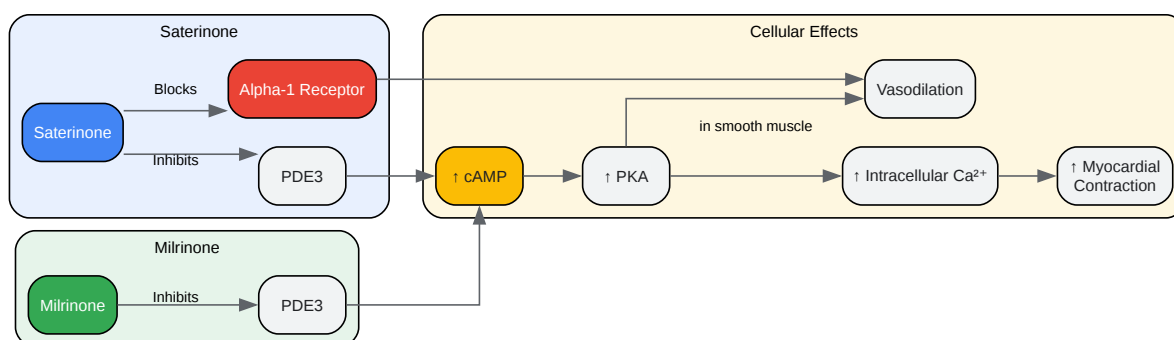 Saterinone
Cellular Effects
Blocks
Alpha-1 Receptor
Vasodilation
Saterinone
in smooth muscle
Inhibits
PDE3
↑ cAMP
↑ PKA
↑ Intracellular Ca²⁺
↑ Myocardial
Contraction
Milrinone
Milrinone
Inhibits
PDE3